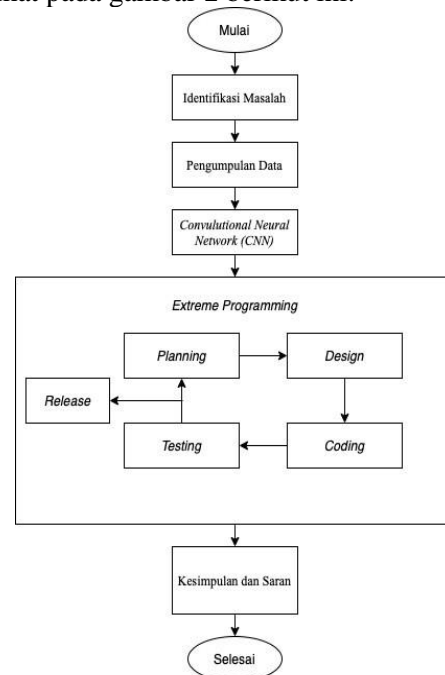 pada gambar 2 berikut ini.
Mulai
Identifikasi Masalah
Pengumpulan Data
Convulutional Neural
Network (CNN)
Extreme Programming
Planning
Design
Release
Testing
Coding
Kesimpulan dan Saran
Selesai